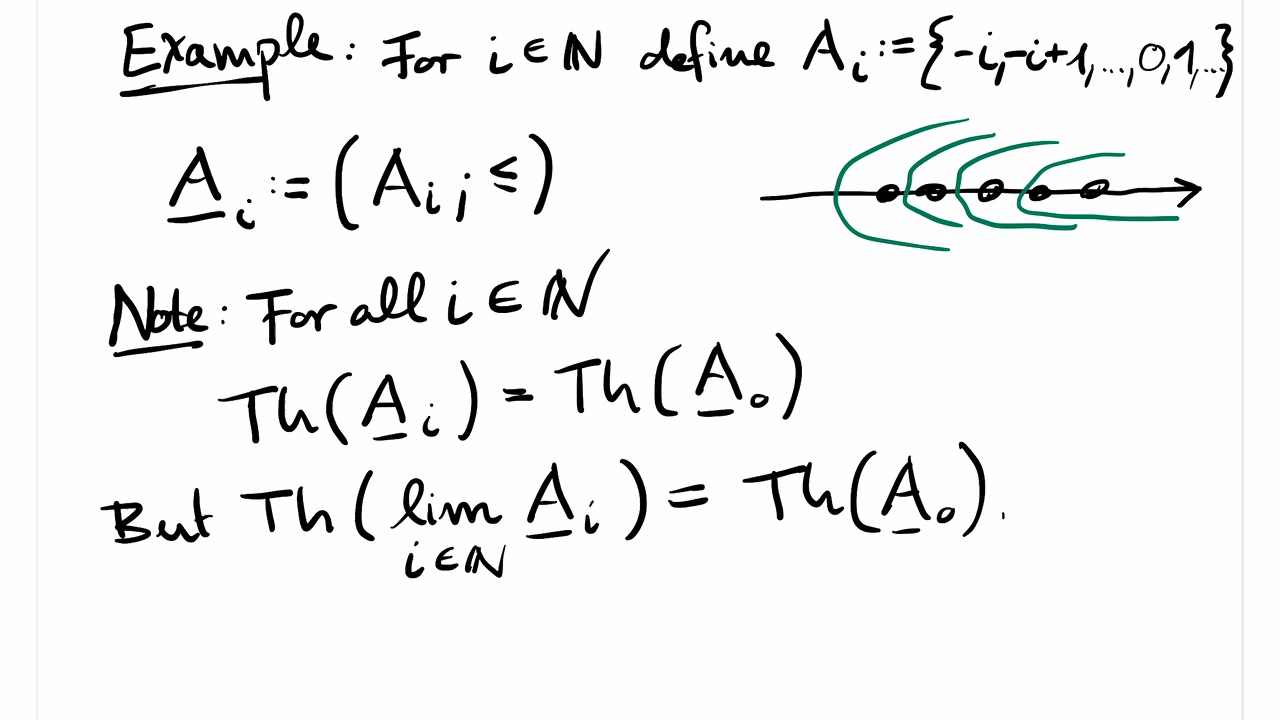 Example: For i ∈ ℕ define A_i := {-i, -i+1, ..., 0, 1, ...}
A_i := (A_i; ≤)
Note: For all i ∈ ℕ
Th(A_i) = Th(A_0)
But Th(lim_{i∈ℕ} A_i) = Th(A_0).